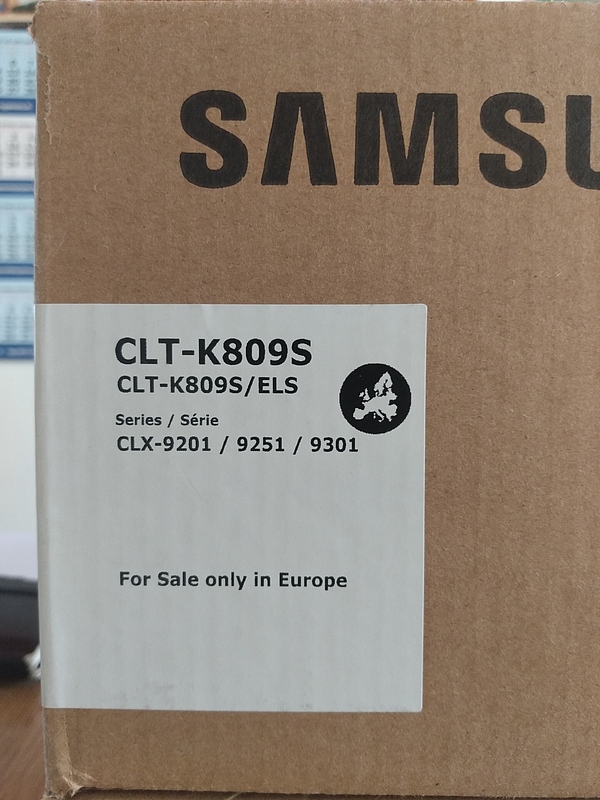 SAMSU
CLT-K809S
CLT-K809S/ELS
Series / Série
CLX-9201 / 9251 / 9301
For Sale only in Europe